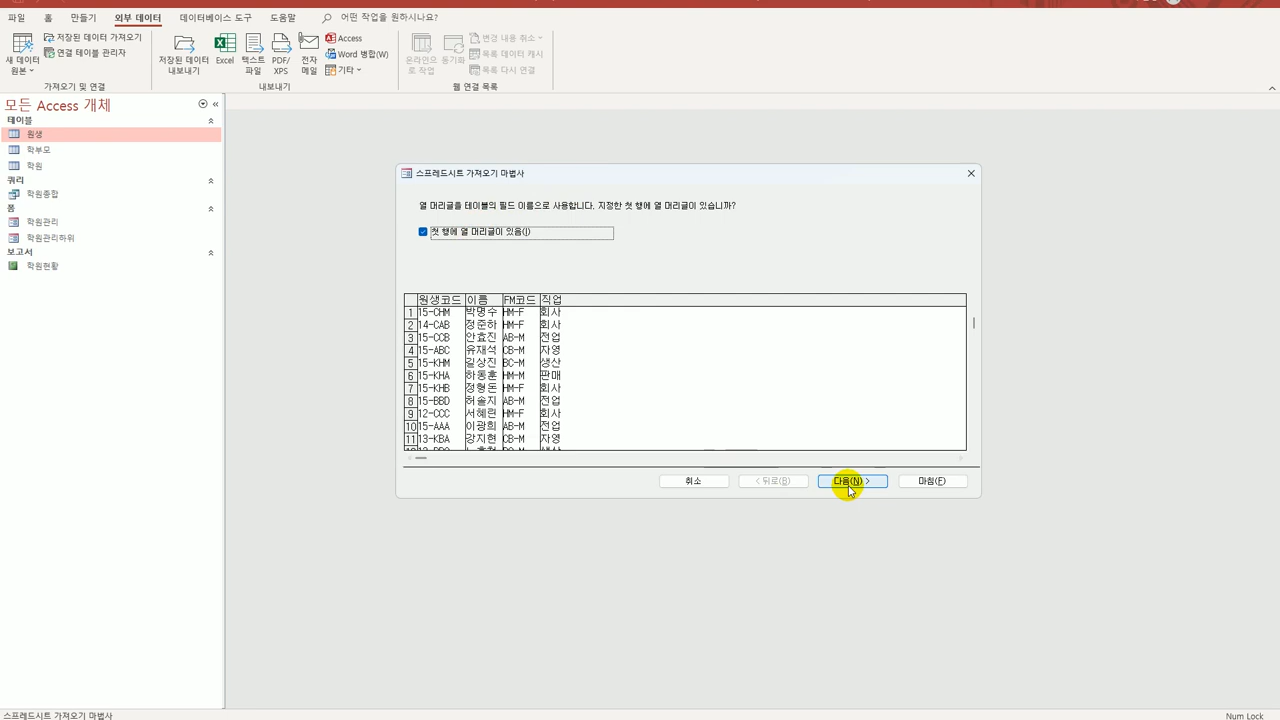 파일 홈 만들기 외부 데이터 데이터베이스 도구 도움말 어떤 작업을 원하시나요?
새 데이터 원본
저장된 데이터 가져오기
연결 테이블 관리자
가져오기 및 연결
저장된 데이터 내보내기
Excel
텍스트 파일
PDF/XPS
전자 메일
Access
Word 병합(W)
기타
내보내기
온라인으로 작업
동기화
변경 내용 취소
목록 데이터 캐시
목록 다시 연결
웹 연결 목록
모든 Access 개체
테이블
원생
학부모
학원
쿼리
학원종합
폼
학원관리
학원관리하위
보고서
학원현황
스프레드시트 가져오기 마법사
열 머리글을 테이블의 필드 이름으로 사용합니다. 지정한 첫 행에 열 머리글이 있습니까?
첫 행에 열 머리글이 있음(I)
원생코드 이름 FM코드 직업
1 15-CHM 박명수 HM-F 회사
2 14-CAB 정준하 HM-F 회사
3 15-CCB 안효진 AB-M 전업
4 15-ABC 유재석 CB-M 자영
5 15-KHM 길상진 BC-M 생산
6 15-KHA 하동훈 HM-M 판매
7 15-KHB 정형돈 HM-F 회사
8 15-BBD 허솔지 AB-M 전업
9 12-CCC 서혜린 HM-F 회사
10 15-AAA 이광희 AB-M 전업
11 13-KBA 강지현 CB-M 자영
취소 < 뒤로(B) 다음(N) > 마침(F)
스프레드시트 가져오기 마법사
Num Lock